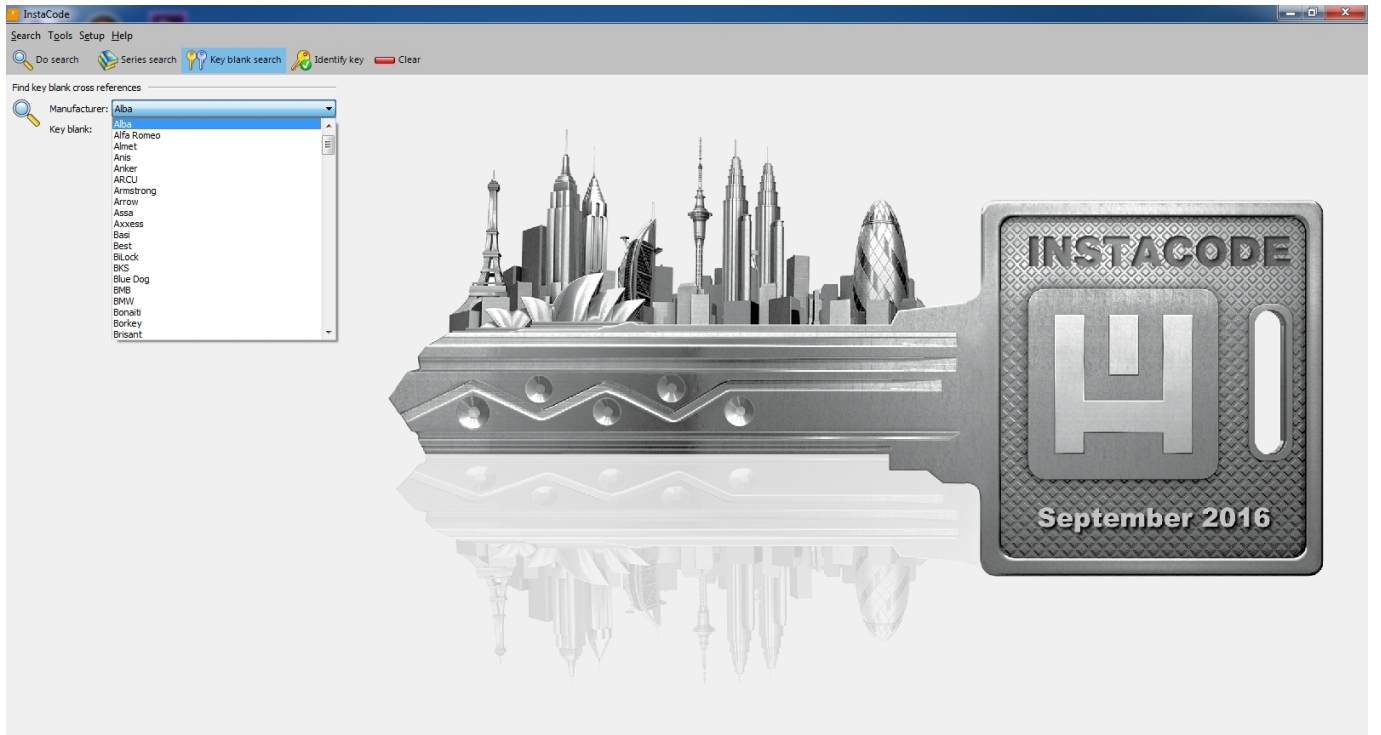 InstaCode
Search Tools Setup Help
Do search Series search Key blank search Identify key Clear
Find key blank cross references
Manufacturer: Alba
Key blank:
Alba
Alfa Romeo
Almet
Anis
Anker
ARCU
Armstrong
Arrow
Assa
Axxess
Basi
Best
BiLock
BKS
Blue Dog
BMB
BMW
Bonaiti
Borkey
Brisant
INSTACODE
September 2016